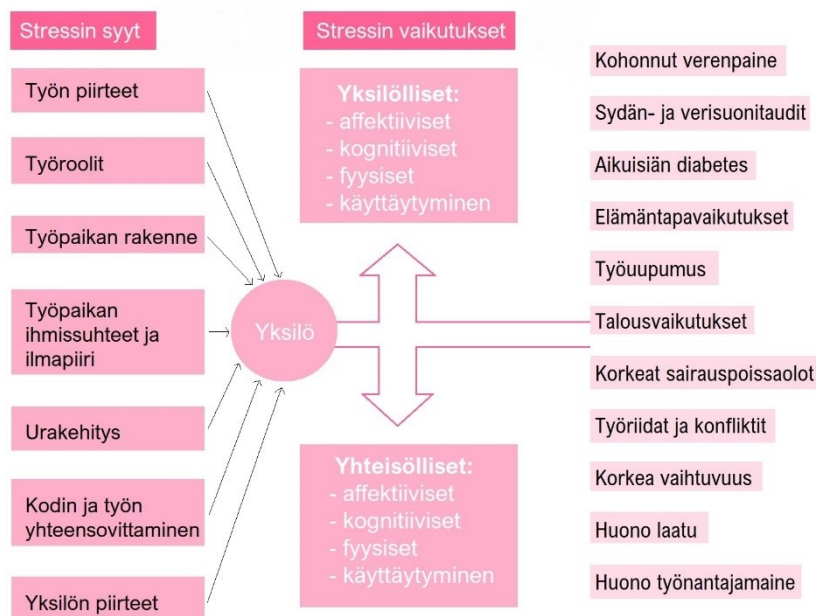 Stressin syyt
Työn piirteet
Työroolit
Työpaikan rakenne
Työpaikan
ihmissuhteet ja
ilmapiiri
Urakehitys
Kodin ja työn
yhteensovittaminen
Yksilön piirteet
Yksilö
Stressin vaikutukset
Yksilölliset:
- affektiiviset
- kognitiiviset
- fyysiset
- käyttäytyminen
Yhteisölliset:
- affektiiviset
- kognitiiviset
- fyysiset
- käyttäytyminen
Kohonnut verenpaine
Sydän- ja verisuonitaudit
Aikuisiän diabetes
Elämäntapavaikutukset
Työuupumus
Talousvaikutukset
Korkeat sairauspoissaolot
Työriidat ja konfliktit
Korkea vaihtuvuus
Huono laatu
Huono työnantajamaine